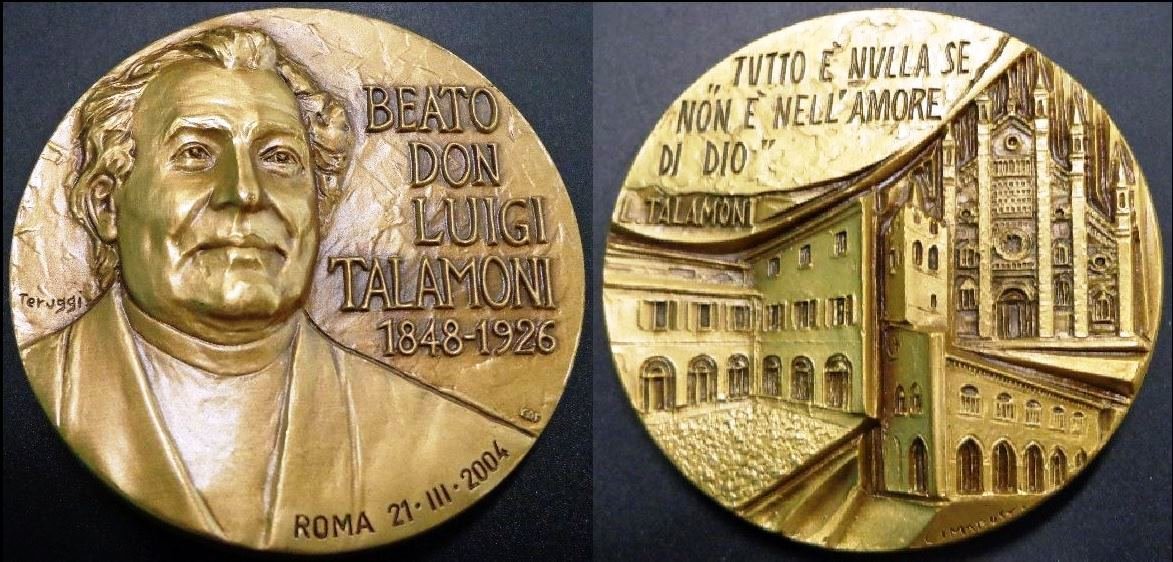 BEATO
DON
LUIGI
TALAMONI
1848-1926
Teruggi
ROMA 21·III·2004
"TUTTO È NULLA SE
NON È NELL'AMORE
DI DIO"
L. TALAMONI